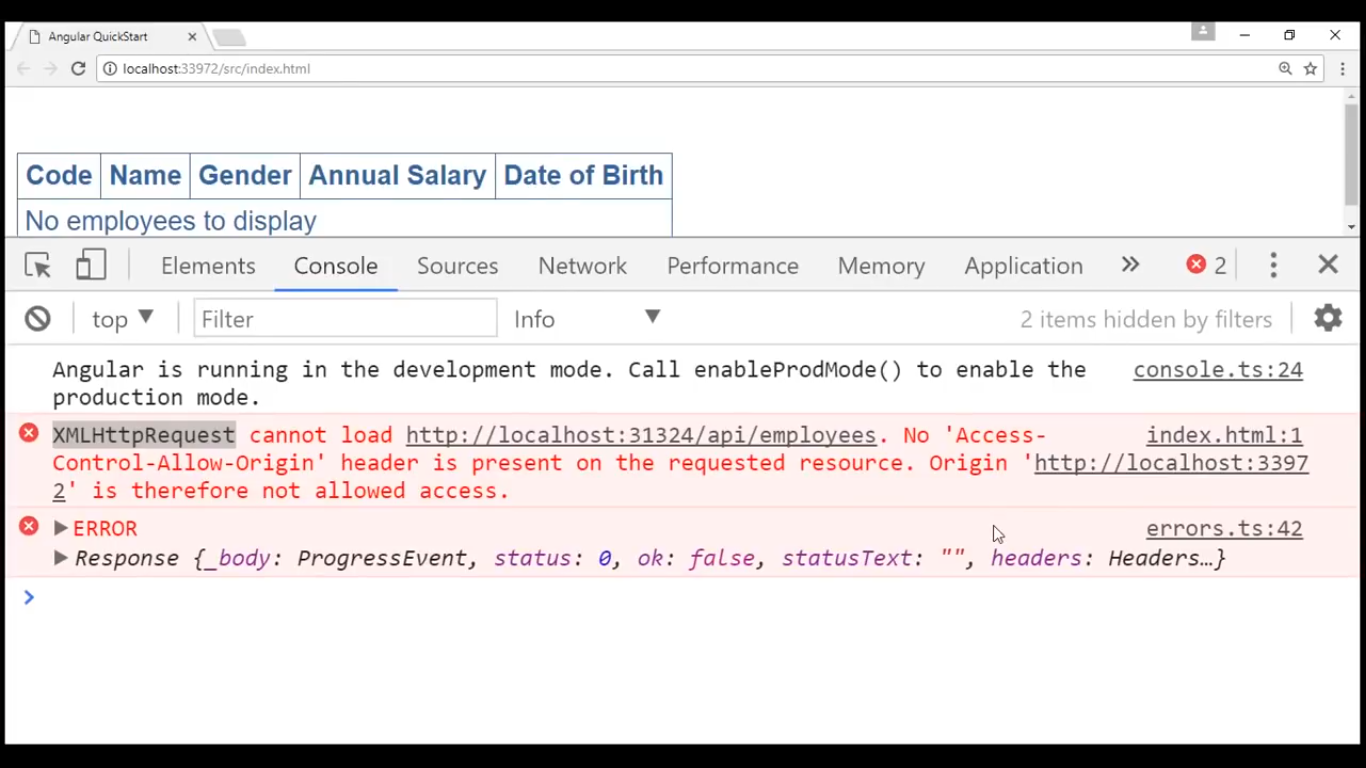 Angular QuickStart
localhost:33972/src/index.html
Code Name Gender Annual Salary Date of Birth
No employees to display
Elements Console Sources Network Performance Memory Application 2
top Filter Info 2 items hidden by filters
Angular is running in the development mode. Call enableProdMode() to enable the console.ts:24
production mode.
XMLHttpRequest cannot load http://localhost:31324/api/employees. No 'Access- index.html:1
Control-Allow-Origin' header is present on the requested resource. Origin 'http://localhost:3397
2' is therefore not allowed access.
ERROR errors.ts:42
Response {_body: ProgressEvent, status: 0, ok: false, statusText: "", headers: Headers…}